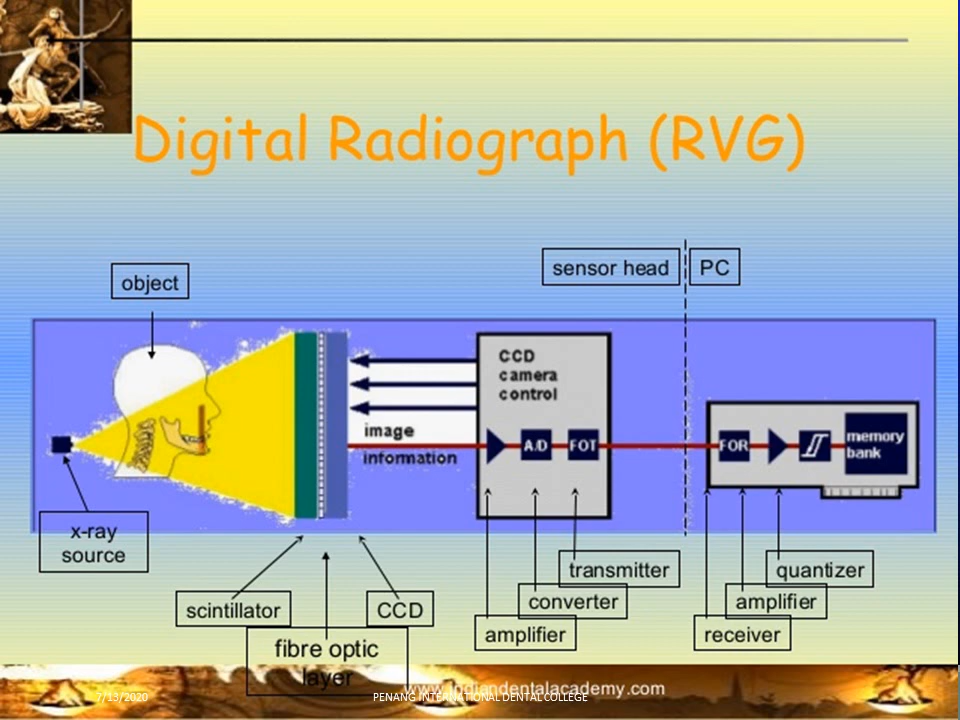 Digital Radiograph (RVG)
sensor head
PC
object
CCD
camera
control
image
information
A/D
FOT
FOR
memory
bank
x-ray
source
scintillator
fibre optic
layer
CCD
amplifier
converter
transmitter
receiver
amplifier
quantizer
www.indiandentalacademy.com
7/13/2020
PENANG INTERNATIONAL DENTAL COLLEGE